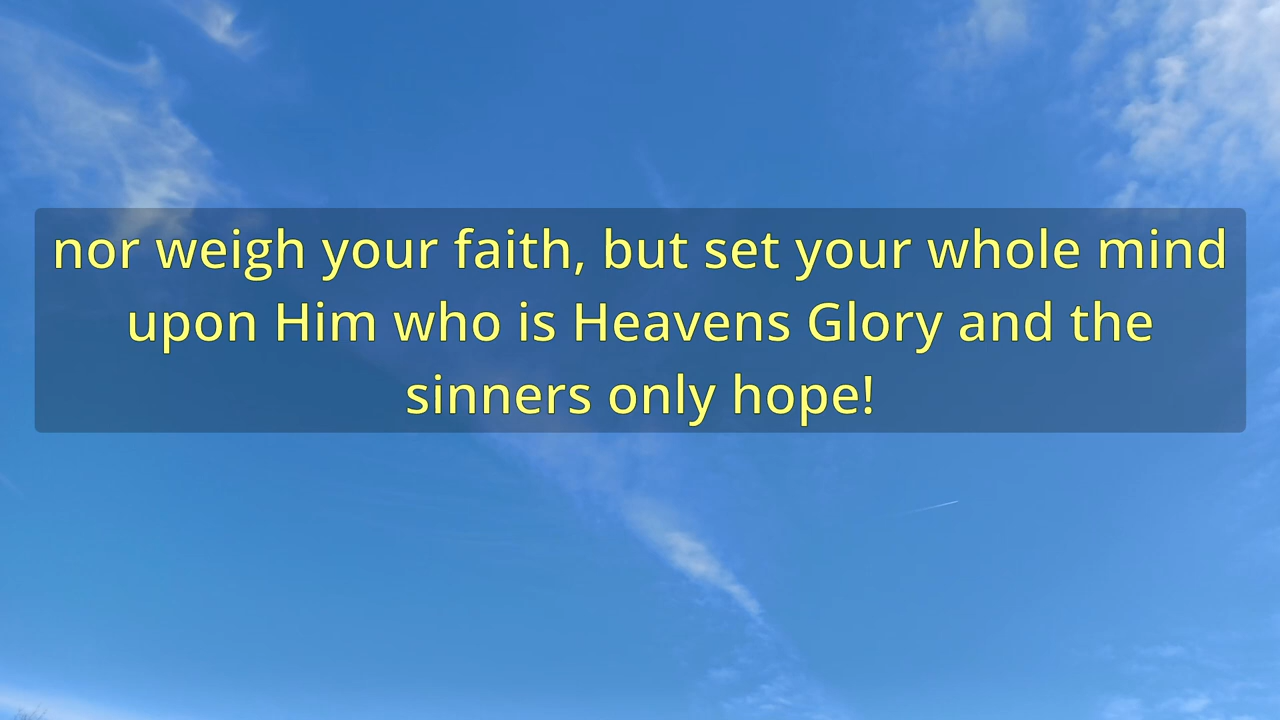 nor weigh your faith, but set your whole mind
upon Him who is Heavens Glory and the
sinners only hope!